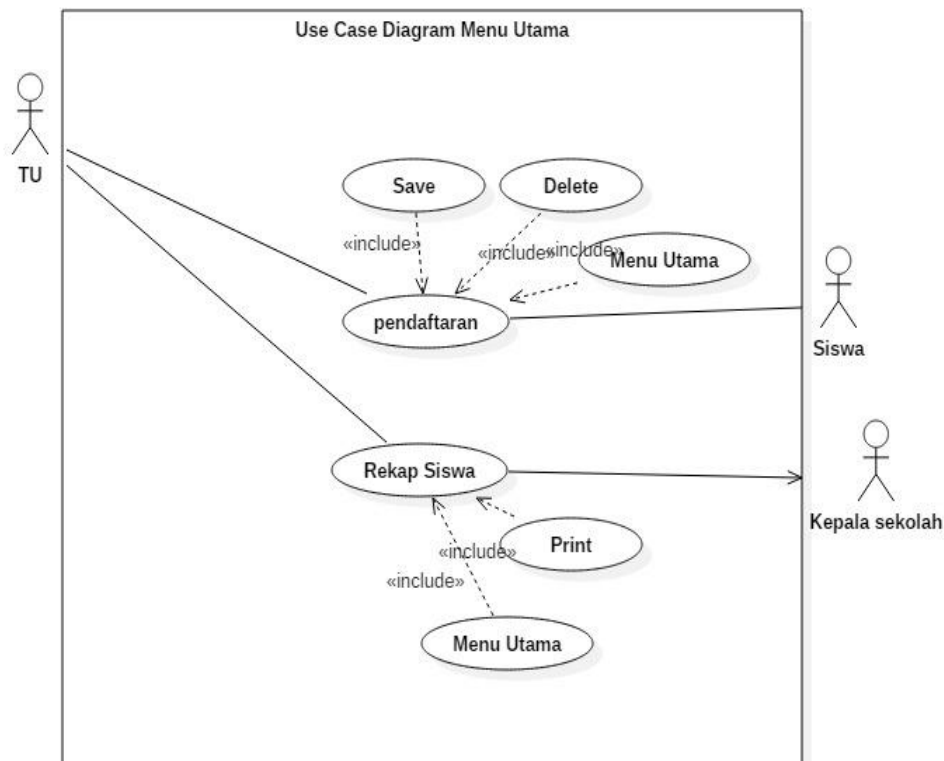 Use Case Diagram Menu Utama
TU
Save
Delete
«include»
«include»
«include»
Menu Utama
pendaftaran
Siswa
Rekap Siswa
Kepala sekolah
Print
«include»
«include»
Menu Utama